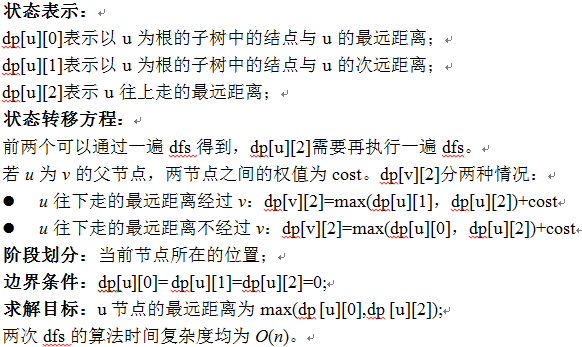 状态表示：
dp[u][0]表示以 u 为根的子树中的结点与 u 的最远距离；
dp[u][1]表示以 u 为根的子树中的结点与 u 的次远距离；
dp[u][2]表示 u 往上走的最远距离；
状态转移方程：
前两个可以通过一遍 dfs 得到，dp[u][2]需要再执行一遍 dfs。
若 u 为 v 的父节点，两节点之间的权值为 cost。dp[v][2]分两种情况：
● u 往下走的最远距离经过 v：dp[v][2]=max(dp[u][1]，dp[u][2])+cost
● u 往下走的最远距离不经过 v：dp[v][2]=max(dp[u][0]，dp[u][2])+cost
阶段划分：当前节点所在的位置；
边界条件：dp[u][0]= dp[u][1]=dp[u][2]=0;
求解目标：u 节点的最远距离为 max(dp [u][0],dp [u][2]);
两次 dfs 的算法时间复杂度均为 O(n)。